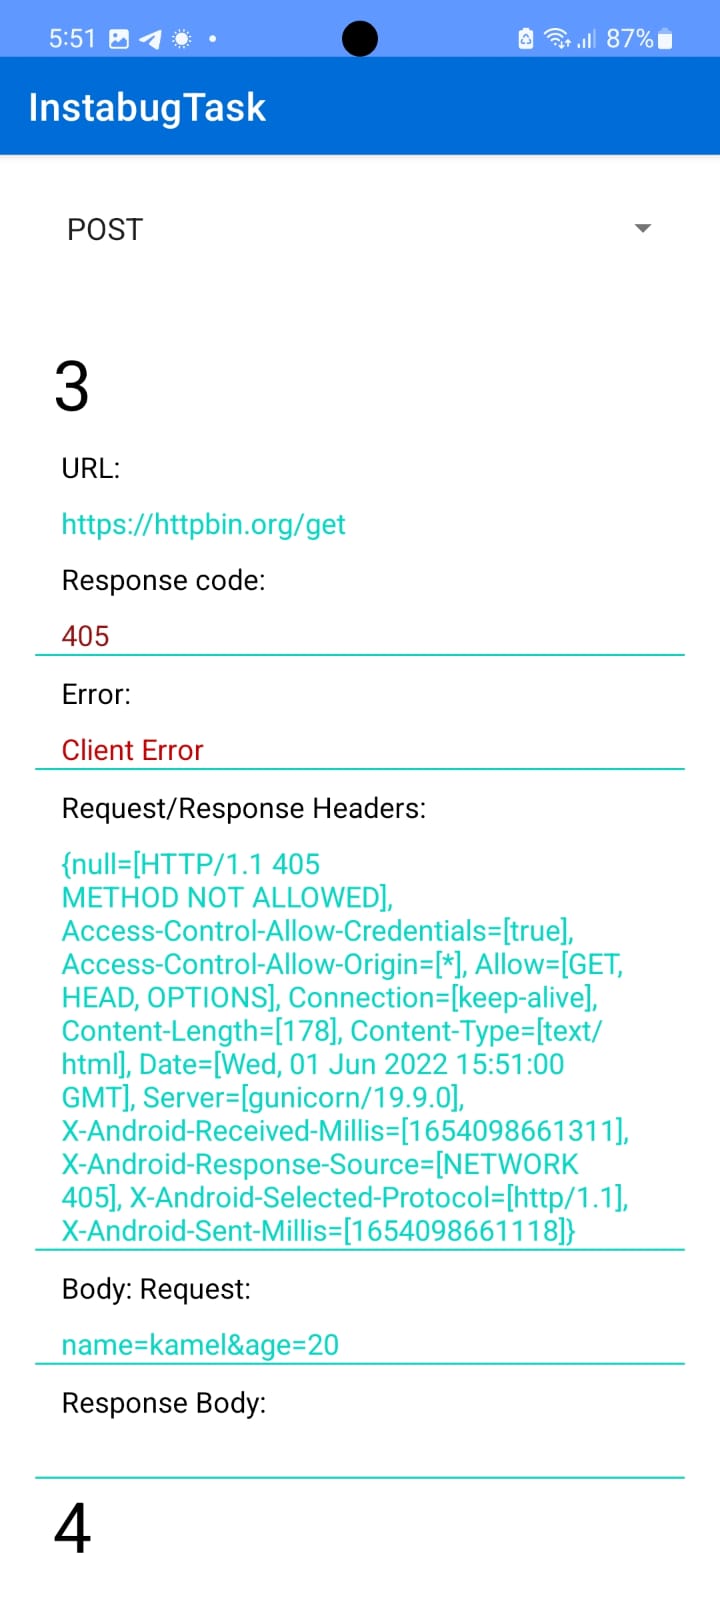 5:51
87%
InstabugTask
POST
3
URL:
https://httpbin.org/get
Response code:
405
Error:
Client Error
Request/Response Headers:
{null=[HTTP/1.1 405
METHOD NOT ALLOWED],
Access-Control-Allow-Credentials=[true],
Access-Control-Allow-Origin=[*], Allow=[GET,
HEAD, OPTIONS], Connection=[keep-alive],
Content-Length=[178], Content-Type=[text/
html], Date=[Wed, 01 Jun 2022 15:51:00
GMT], Server=[gunicorn/19.9.0],
X-Android-Received-Millis=[1654098661311],
X-Android-Response-Source=[NETWORK
405], X-Android-Selected-Protocol=[http/1.1],
X-Android-Sent-Millis=[1654098661118]}
Body: Request:
name=kamel&age=20
Response Body:
4